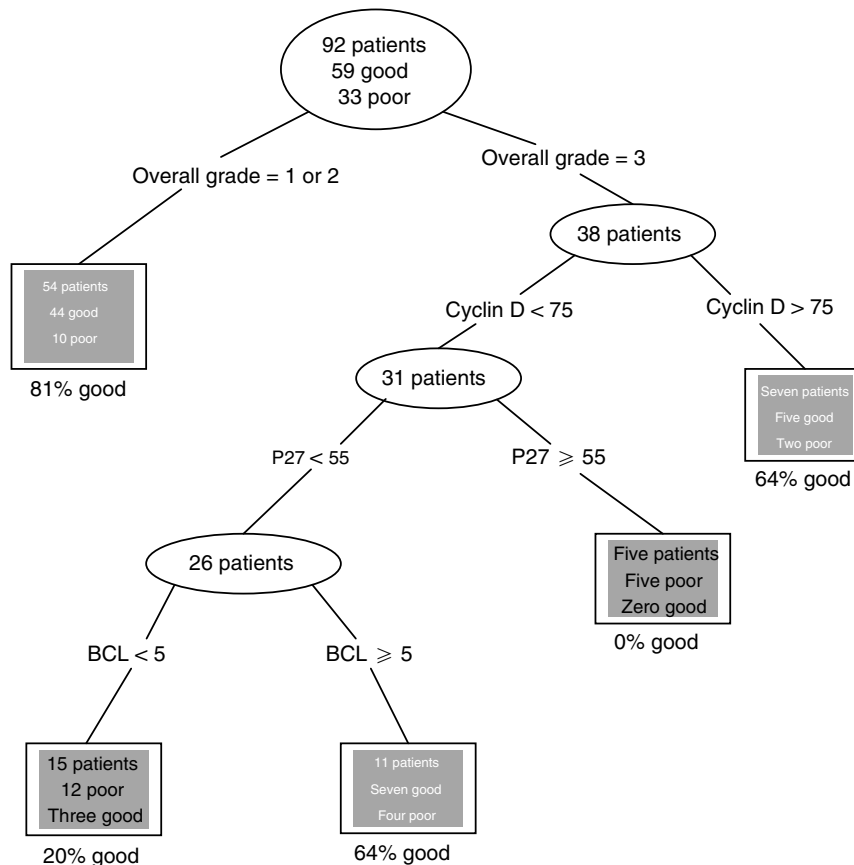 92 patients
59 good
33 poor
Overall grade = 1 or 2
Overall grade = 3
38 patients
54 patients
44 good
10 poor
81% good
Cyclin D < 75
Cyclin D > 75
31 patients
Seven patients
Five good
Two poor
64% good
P27 < 55
P27 ⩾ 55
26 patients
Five patients
Five poor
Zero good
0% good
BCL < 5
BCL ⩾ 5
15 patients
12 poor
Three good
20% good
11 patients
Seven good
Four poor
64% good